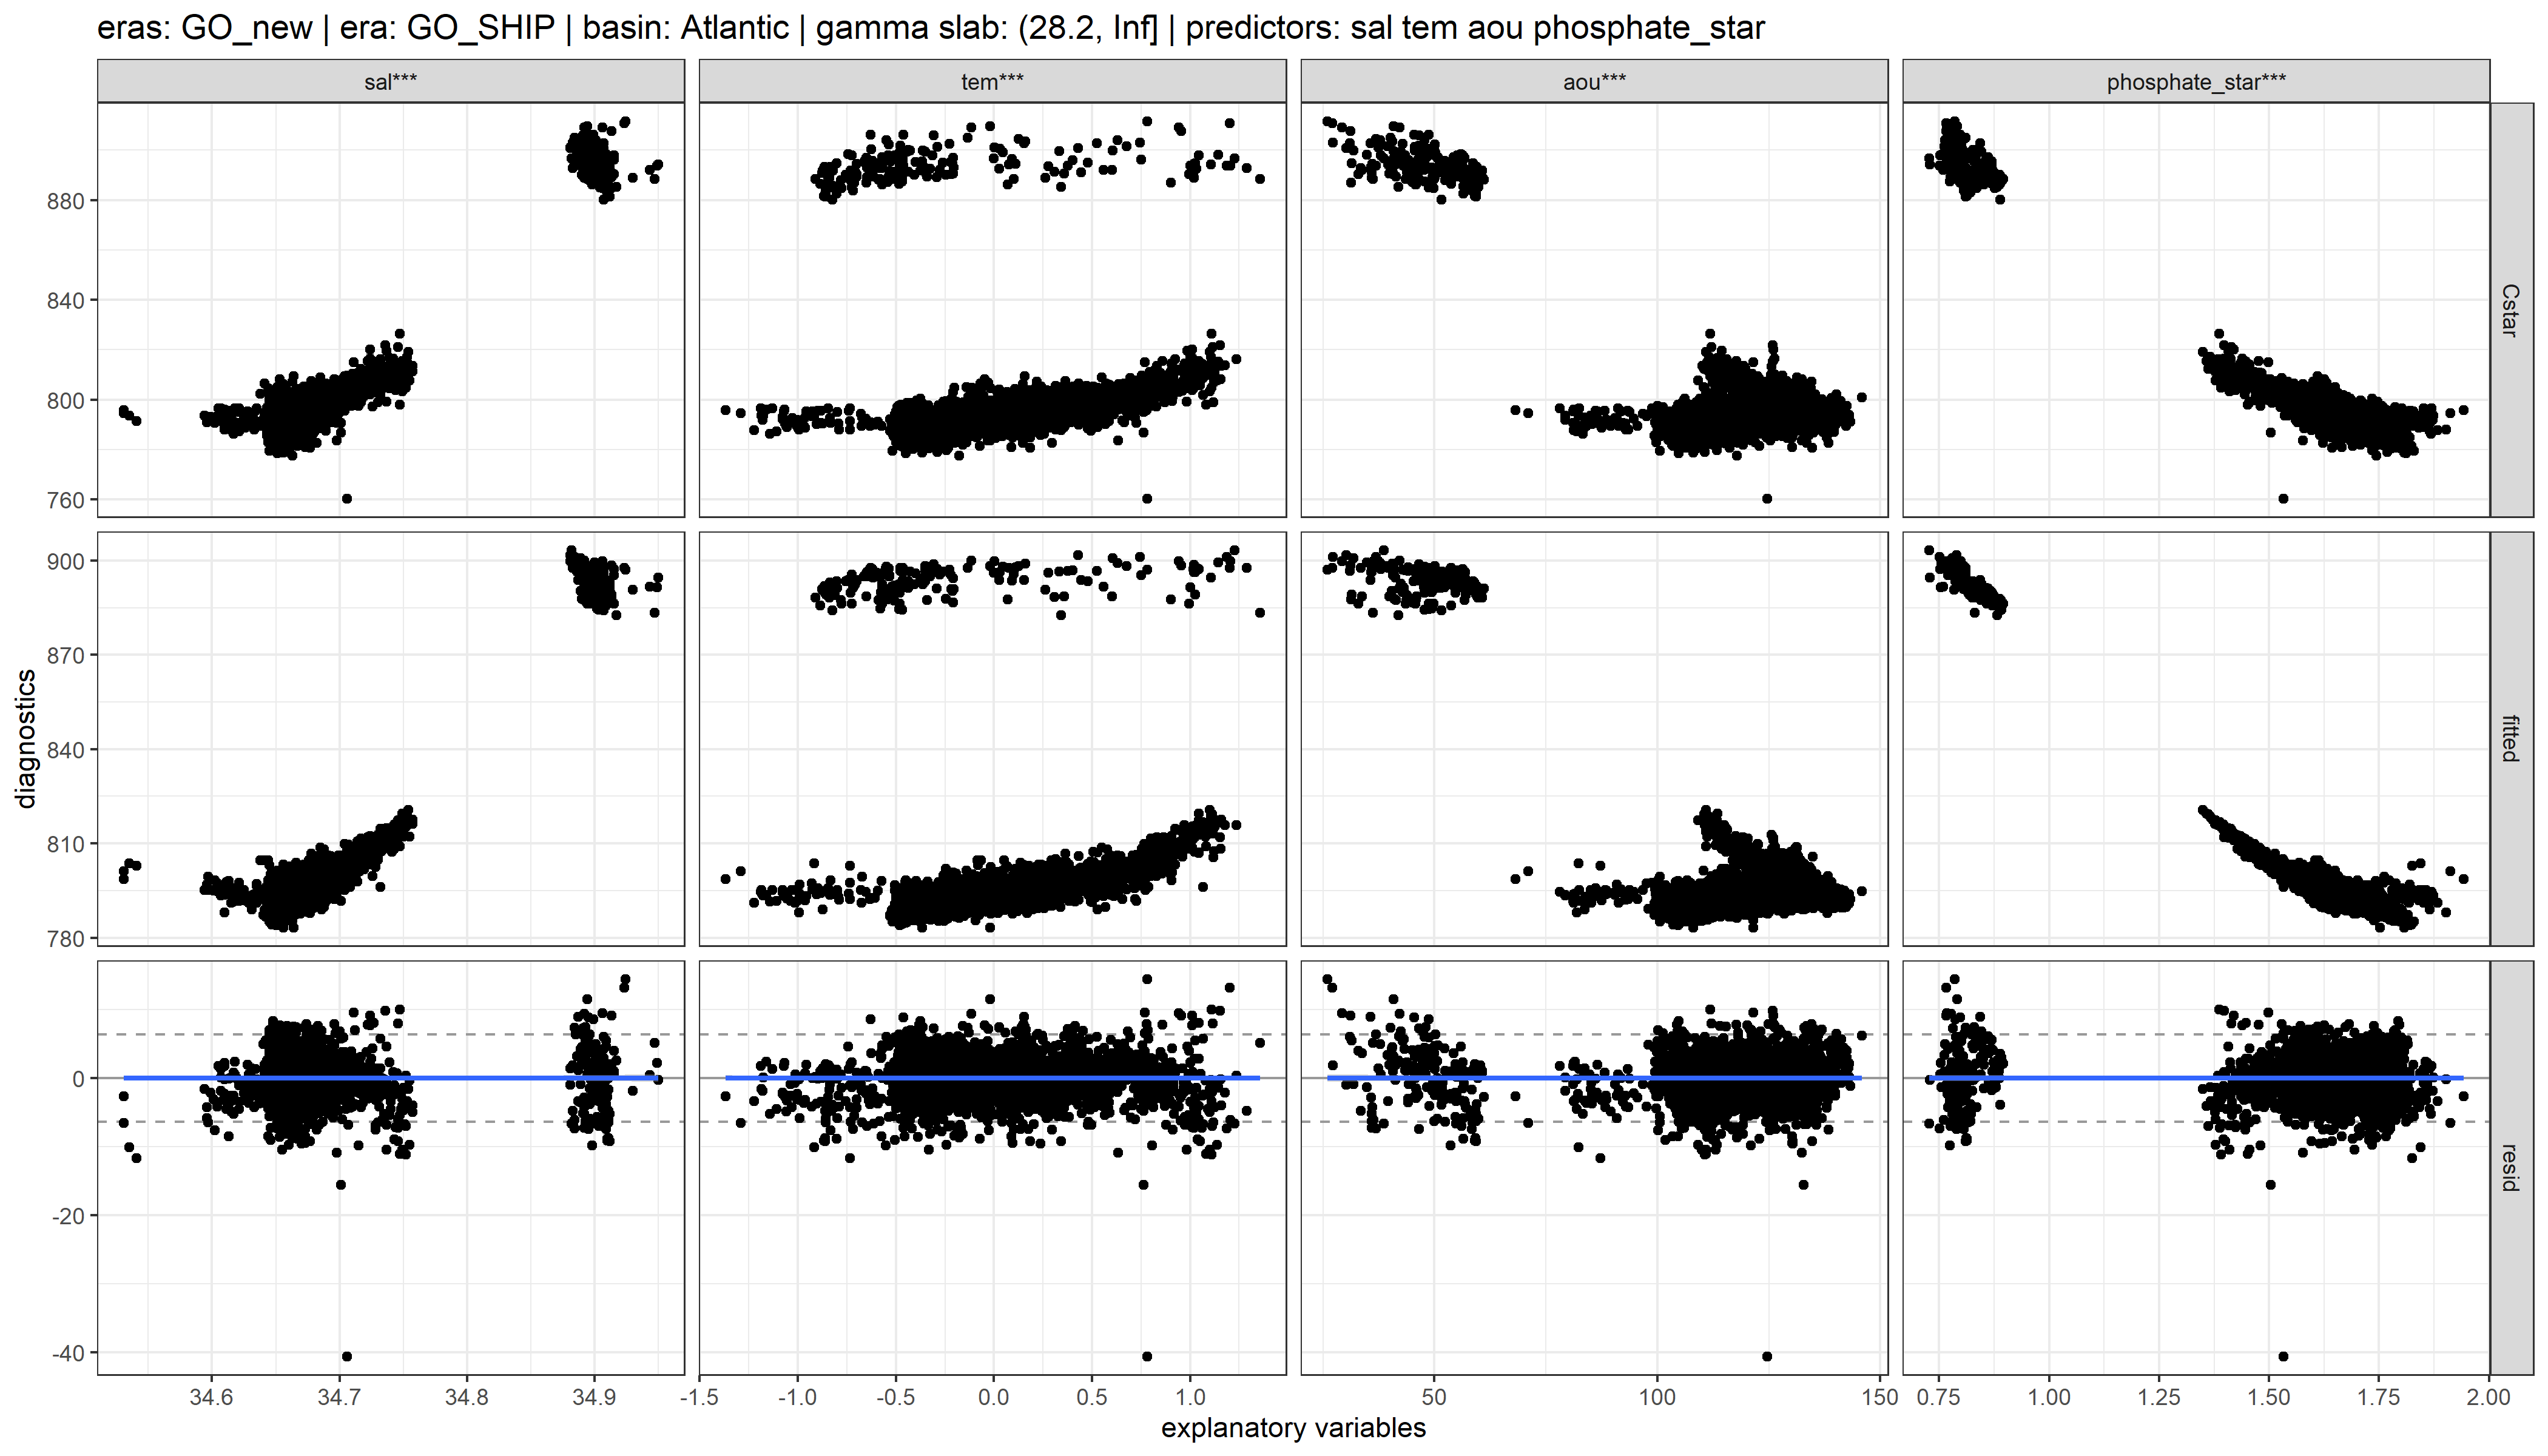 eras: GO_new | era: GO_SHIP | basin: Atlantic | gamma slab: (28.2, Inf] | predictors: sal tem aou phosphate_star
sal*** tem*** aou*** phosphate_star***
880
840
800
760
Cstar
900
870
840
810
780
fitted
diagnostics
0
-20
-40
resid
34.6 34.7 34.8 34.9 -1.5 -1.0 -0.5 0.0 0.5 1.0 50 100 150 0.75 1.00 1.25 1.50 1.75 2.00
explanatory variables